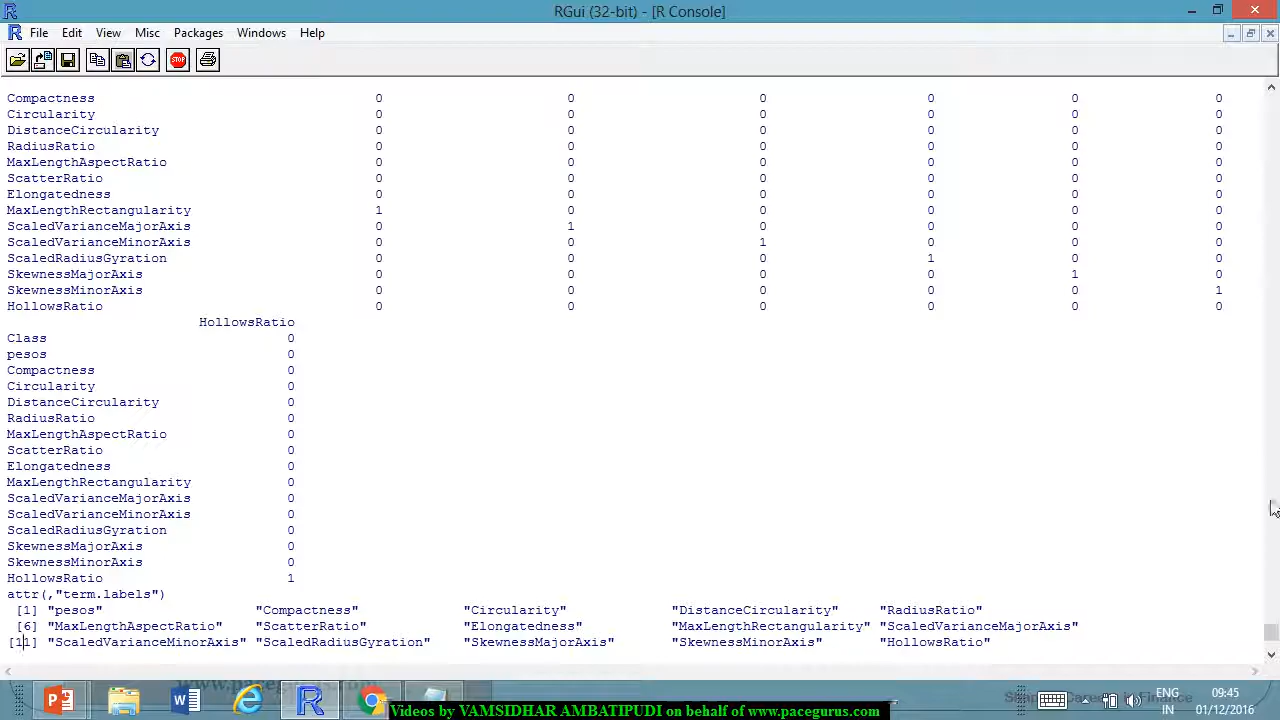 RGui (32-bit) - [R Console]
File Edit View Misc Packages Windows Help
STOP
Compactness 0 0 0 0 0 0
Circularity 0 0 0 0 0 0
DistanceCircularity 0 0 0 0 0 0
RadiusRatio 0 0 0 0 0 0
MaxLengthAspectRatio 0 0 0 0 0 0
ScatterRatio 0 0 0 0 0 0
Elongatedness 0 0 0 0 0 0
MaxLengthRectangularity 1 0 0 0 0 0
ScaledVarianceMajorAxis 0 1 0 0 0 0
ScaledVarianceMinorAxis 0 0 1 0 0 0
ScaledRadiusGyration 0 0 0 1 0 0
SkewnessMajorAxis 0 0 0 0 1 0
SkewnessMinorAxis 0 0 0 0 0 1
HollowsRatio 0 0 0 0 0 0
HollowsRatio
Class 0
pesos 0
Compactness 0
Circularity 0
DistanceCircularity 0
RadiusRatio 0
MaxLengthAspectRatio 0
ScatterRatio 0
Elongatedness 0
MaxLengthRectangularity 0
ScaledVarianceMajorAxis 0
ScaledVarianceMinorAxis 0
ScaledRadiusGyration 0
SkewnessMajorAxis 0
SkewnessMinorAxis 0
HollowsRatio 1
attr(,"term.labels")
[1] "pesos" "Compactness" "Circularity" "DistanceCircularity" "RadiusRatio"
[6] "MaxLengthAspectRatio" "ScatterRatio" "Elongatedness" "MaxLengthRectangularity" "ScaledVarianceMajorAxis"
[11] "ScaledVarianceMinorAxis" "ScaledRadiusGyration" "SkewnessMajorAxis" "SkewnessMinorAxis" "HollowsRatio"
www.pacegurus.com
ENG 09:45
IN 01/12/2016
Videos by VAMSIDHAR AMBATIPUDI on behalf of www.pacegurus.com